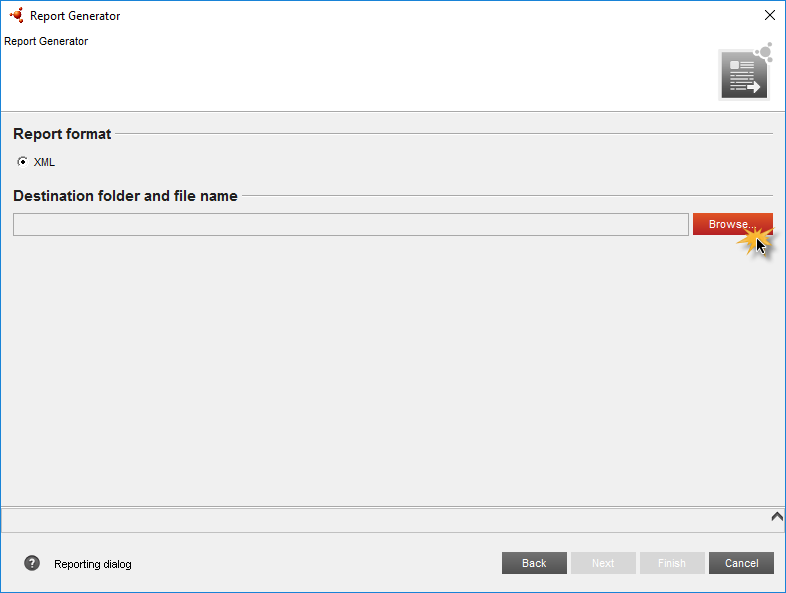 Report Generator
Report Generator
Report format
XML
Destination folder and file name
Browse...
? Reporting dialog
Back
Next
Finish
Cancel